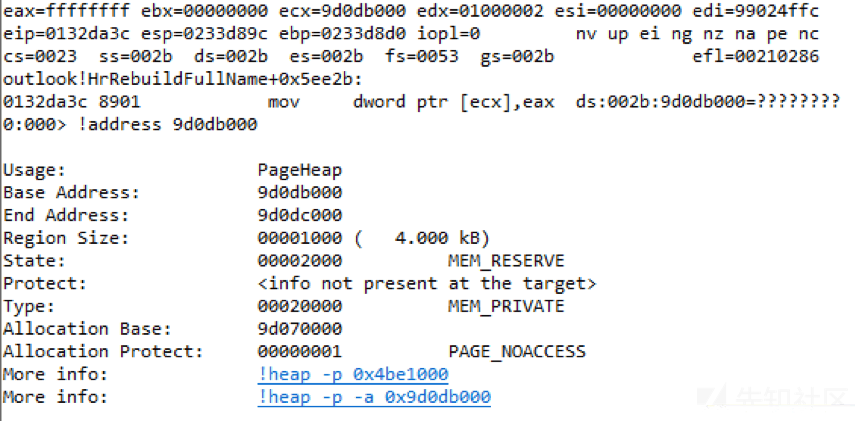 eax=ffffffff ebx=00000000 ecx=9d0db000 edx=01000002 esi=00000000 edi=99024ffc
eip=0132da3c esp=0233d89c ebp=0233d8d0 iopl=0 nv up ei ng nz na pe nc
cs=0023 ss=002b ds=002b es=002b fs=0053 gs=002b efl=00210286
outlook!HrRebuildFullName+0x5ee2b:
0132da3c 8901 mov dword ptr [ecx],eax ds:002b:9d0db000=????????
0:000> !address 9d0db000
Usage: PageHeap
Base Address: 9d0db000
End Address: 9d0dc000
Region Size: 00001000 ( 4.000 kB)
State: 00002000 MEM_RESERVE
Protect: <info not present at the target>
Type: 00020000 MEM_PRIVATE
Allocation Base: 9d070000
Allocation Protect: 00000001 PAGE_NOACCESS
More info: !heap -p 0x4be1000
More info: !heap -p -a 0x9d0db000
先知社区